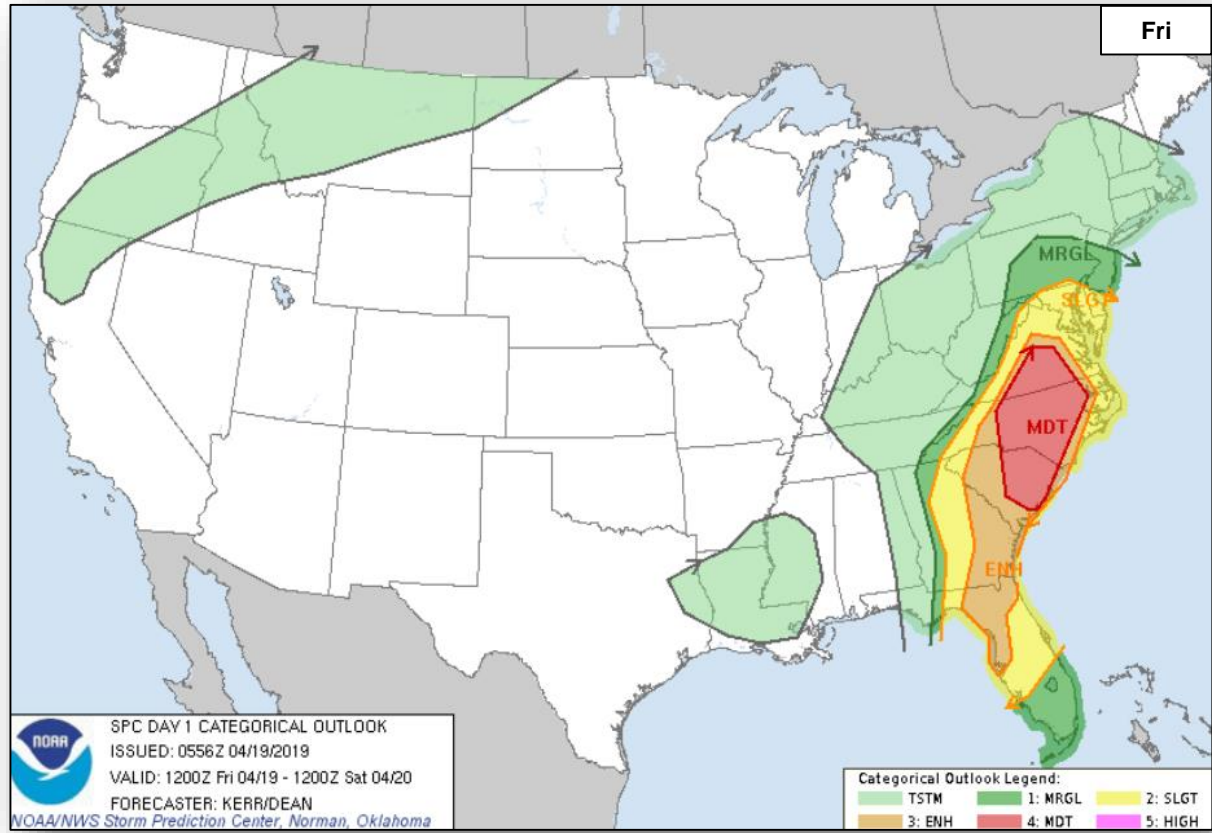 Fri
MRGL
SLGT
MDT
ENH
NOAA
SPC DAY 1 CATEGORICAL OUTLOOK
ISSUED: 0556Z 04/19/2019
VALID: 1200Z Fri 04/19 - 1200Z Sat 04/20
FORECASTER: KERR/DEAN
NOAA/NWS Storm Prediction Center, Norman, Oklahoma
Categorical Outlook Legend:
TSTM 1: MRGL 2: SLGT
3: ENH 4: MDT 5: HIGH